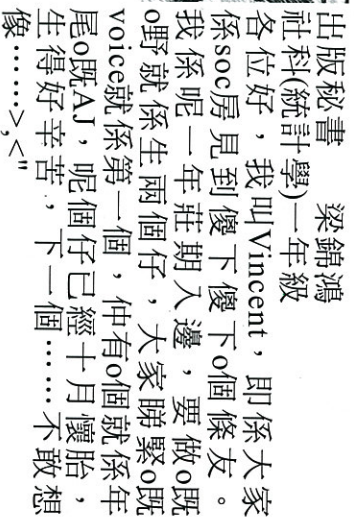 出版秘書　　梁錦鴻
社科(統計學)一年級
各位好，我叫Vincent，即係大家
係soc房見到傻下傻下o個條友。
我係呢一年莊期入邊，要做o既
o野就係生兩個仔，大家睇緊o既
voice就係第一個，仲有o個就係年
尾o既AJ，呢個仔已經十月懷胎，
生得好辛苦，下一個……不敢想
像……>,<"